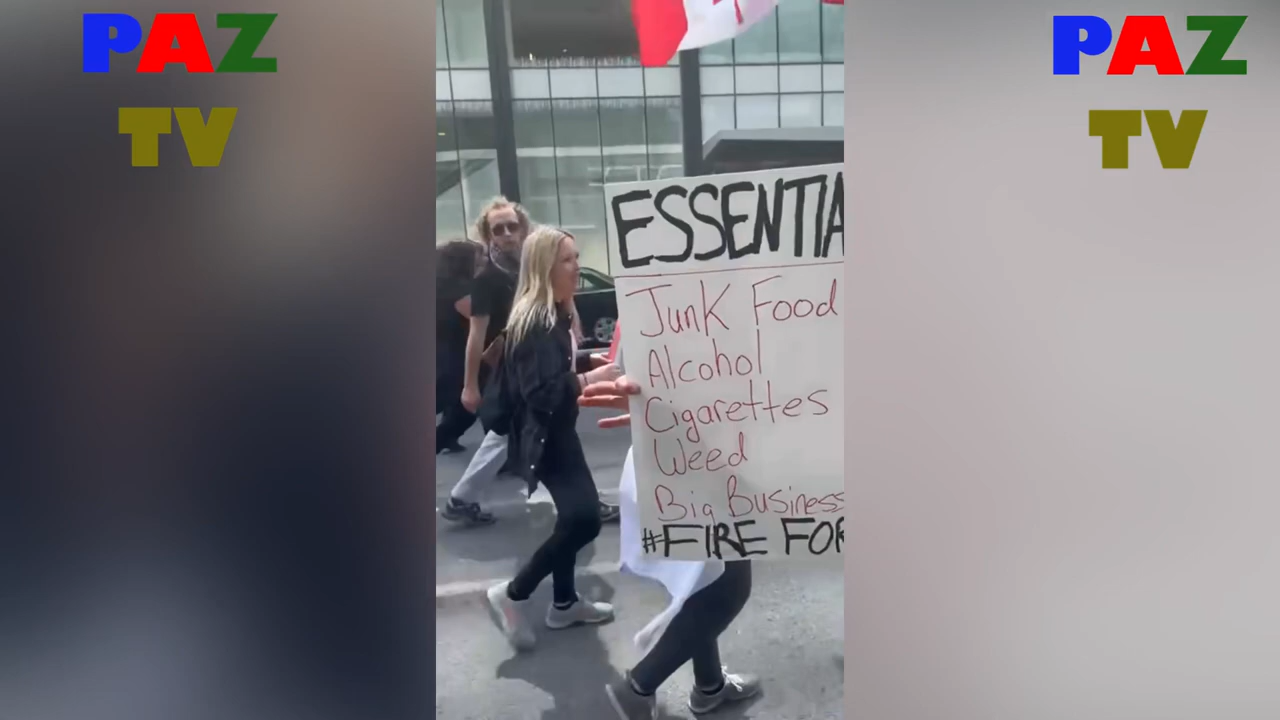 PAZ
TV
PAZ
TV
ESSENTIA
Junk Food
Alcohol
Cigarettes
Weed
Big Business
#FIRE FOR